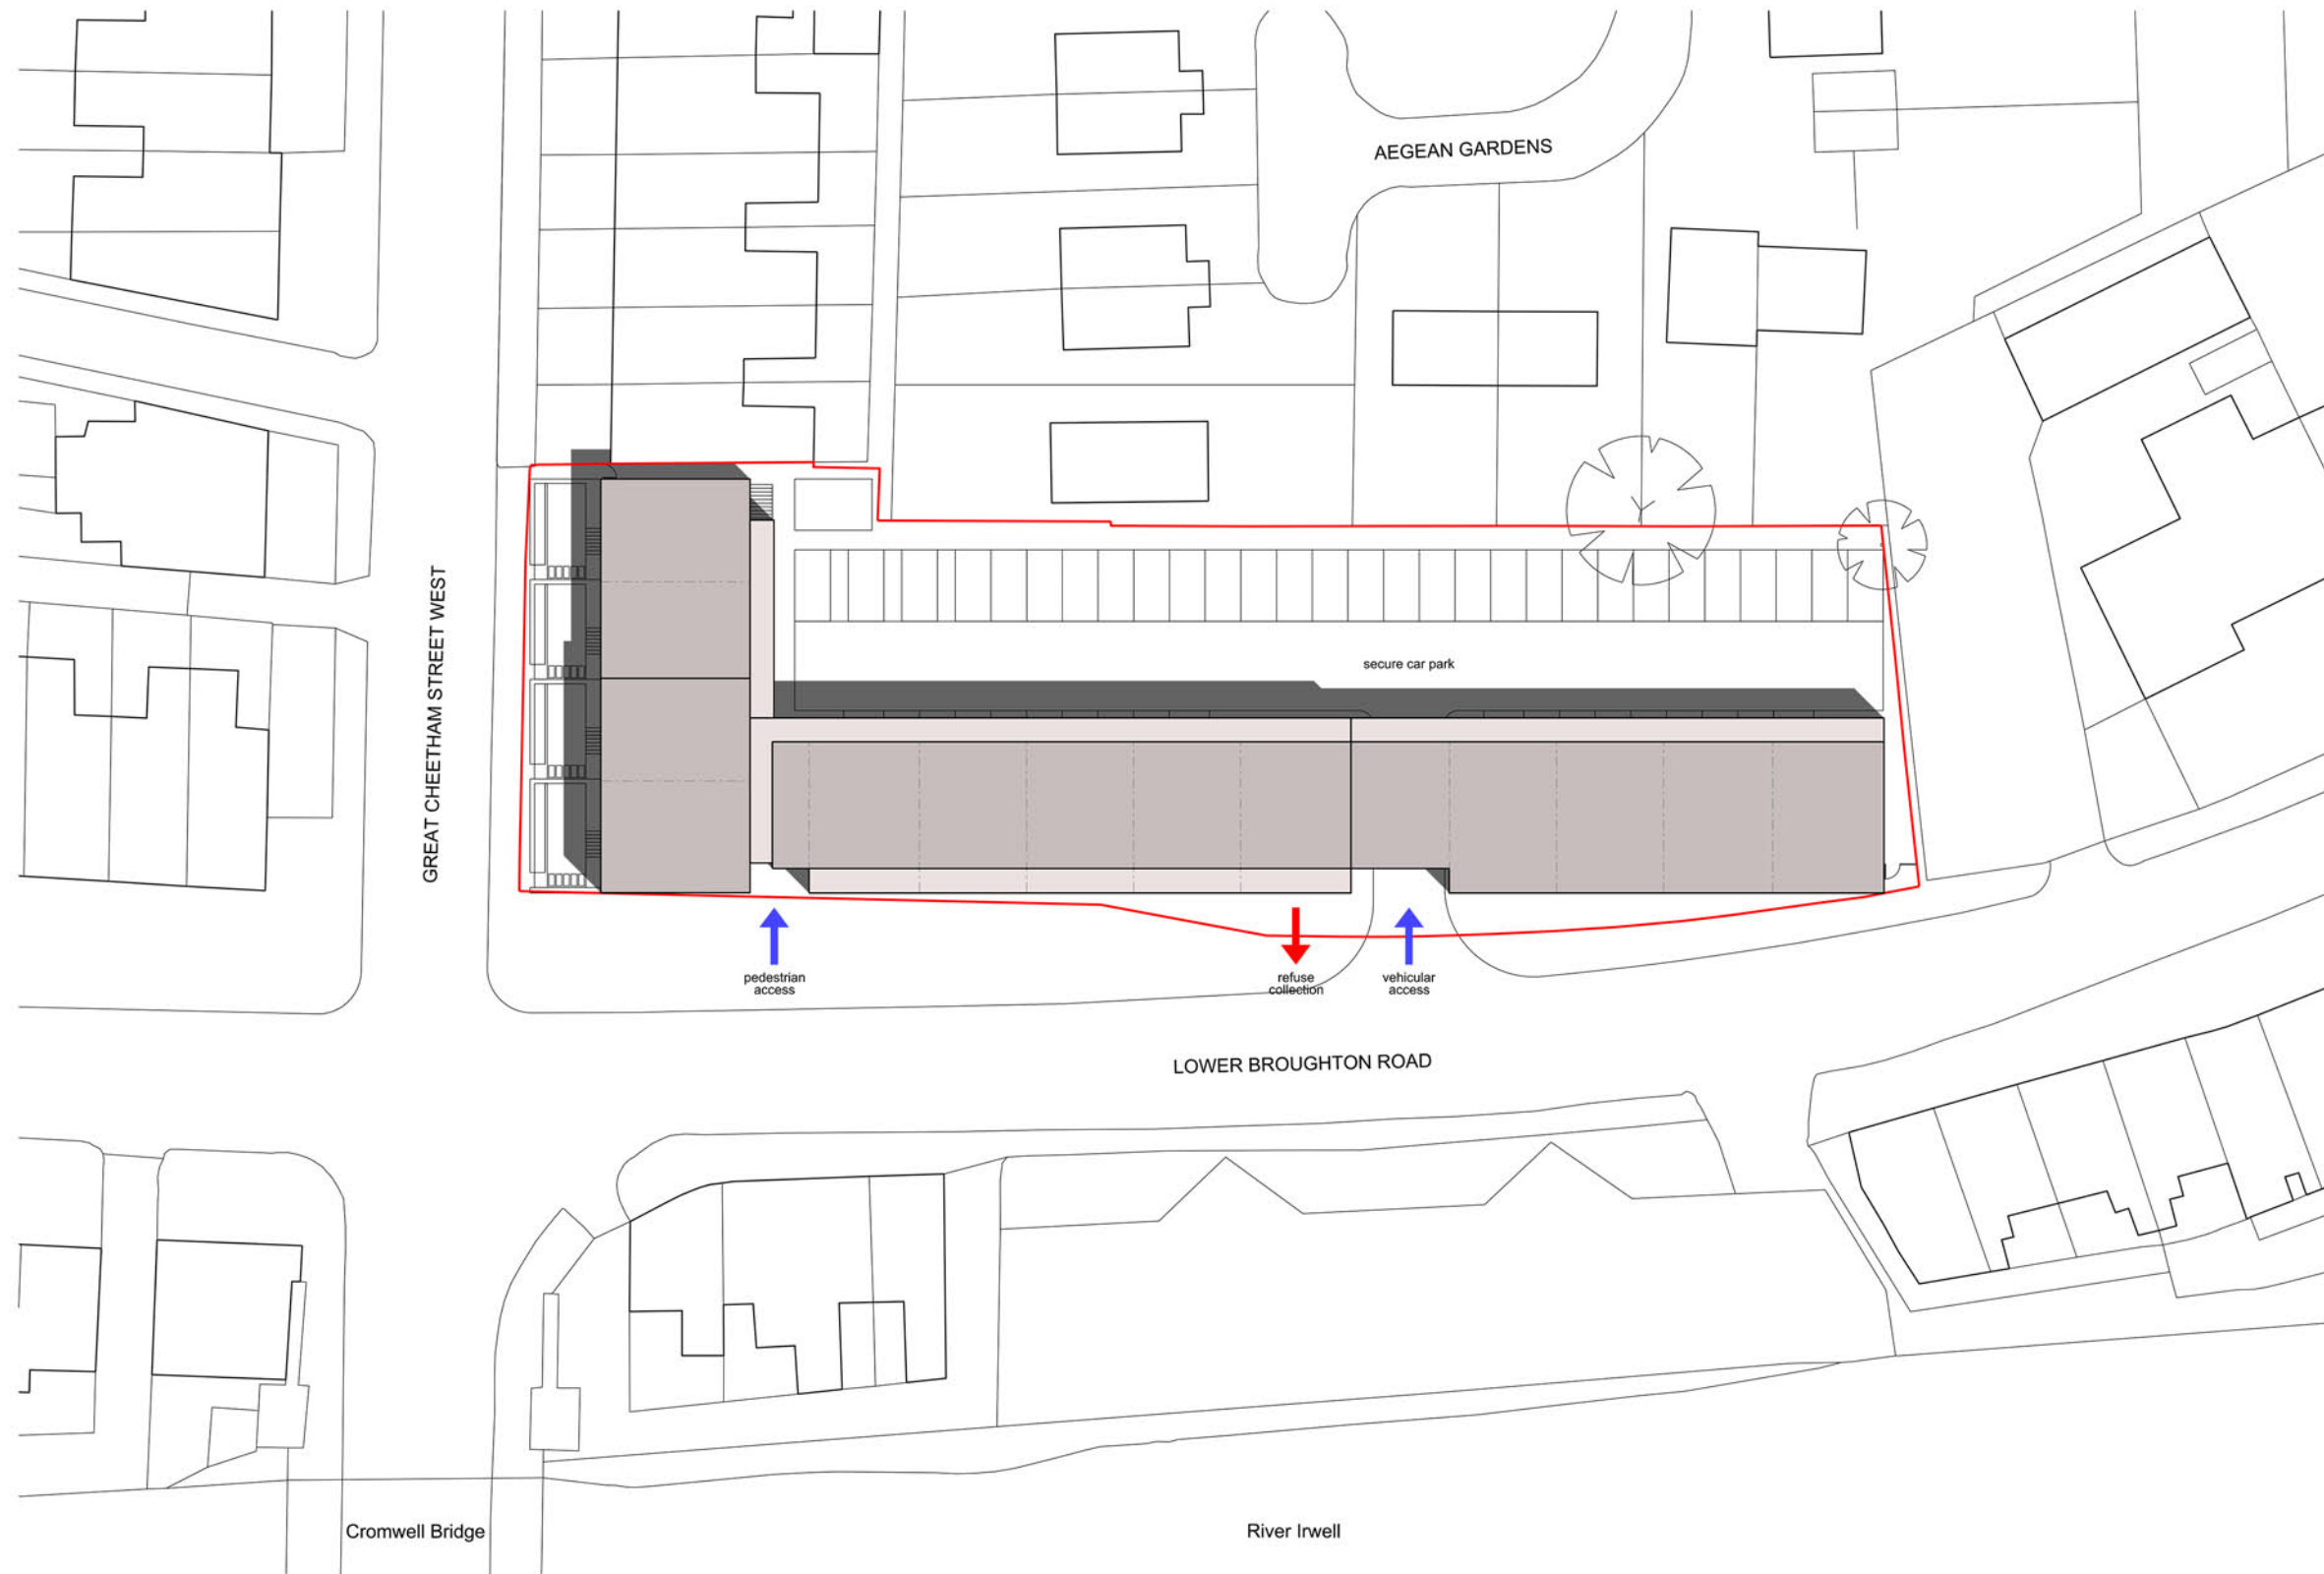 AEGEAN GARDENS
GREAT CHEETHAM STREET WEST
secure car park
pedestrian
access
refuse
collection
vehicular
access
LOWER BROUGHTON ROAD
Cromwell Bridge
River Irwell